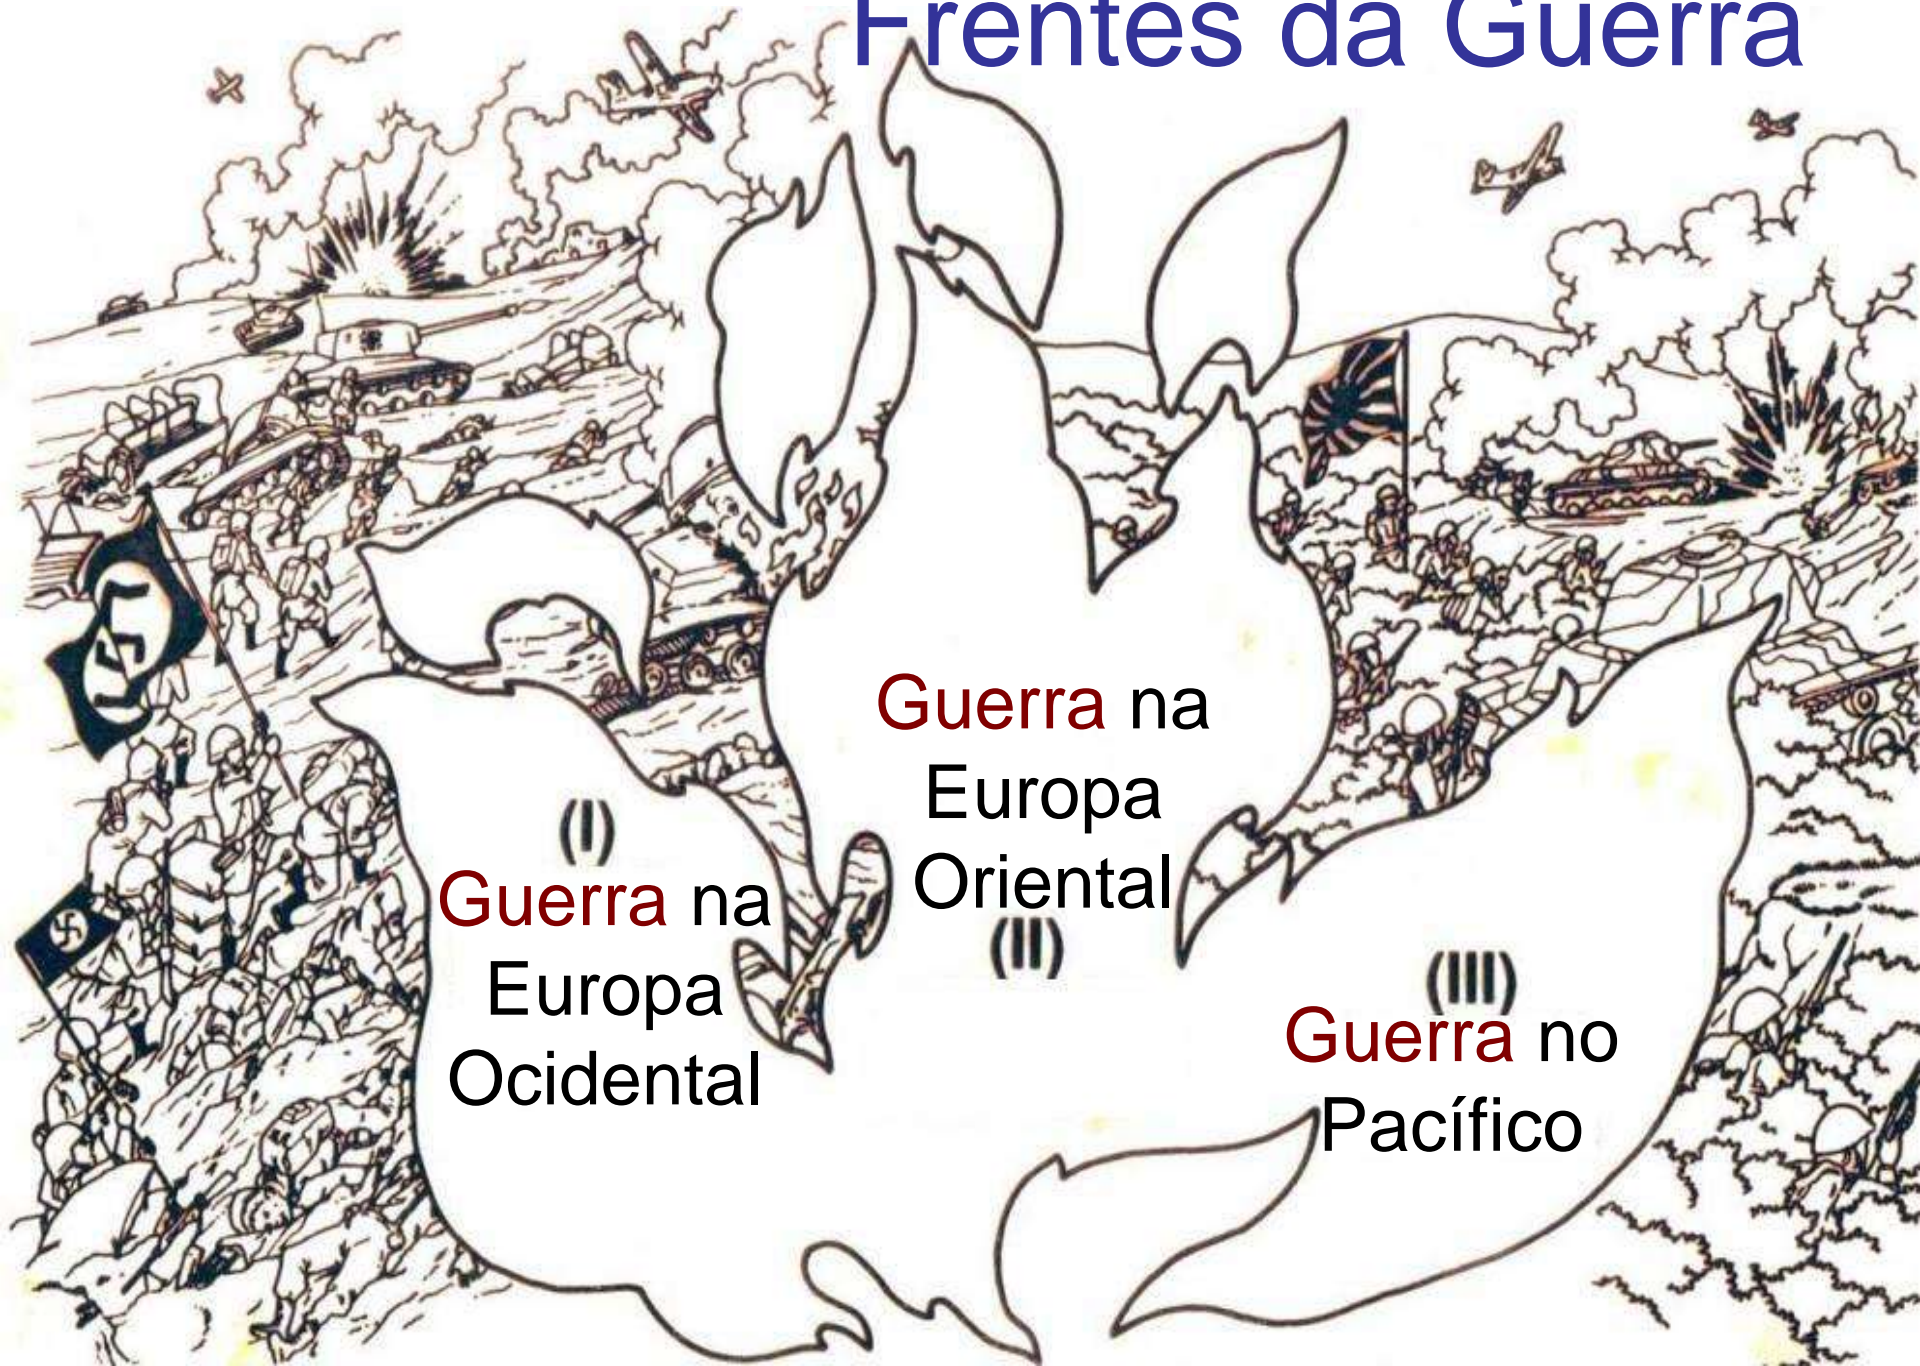 Frentes da Guerra
(I)
Guerra na
Europa
Ocidental
Guerra na
Europa
Oriental
(II)
(III)
Guerra no
Pacífico